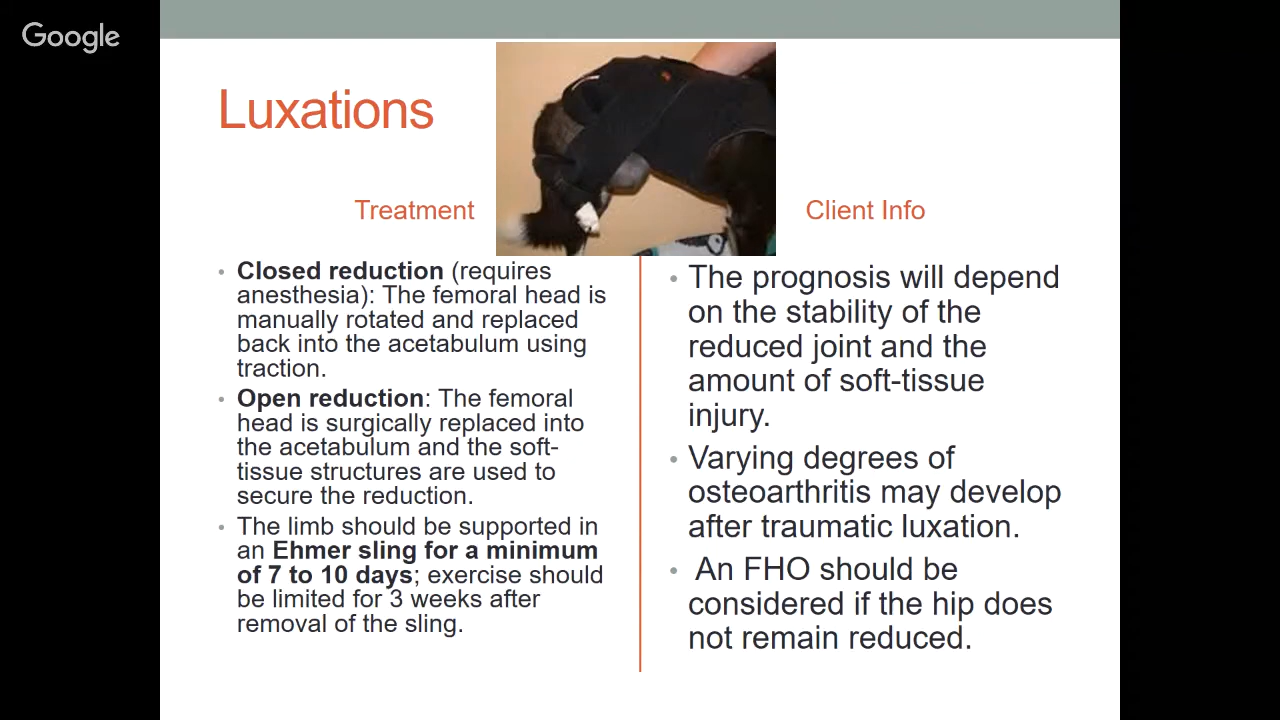 Google
Luxations
Treatment
• Closed reduction (requires
anesthesia): The femoral head is
manually rotated and replaced
back into the acetabulum using
traction.
• Open reduction: The femoral
head is surgically replaced into
the acetabulum and the soft-
tissue structures are used to
secure the reduction.
• The limb should be supported in
an Ehmer sling for a minimum
of 7 to 10 days; exercise should
be limited for 3 weeks after
removal of the sling.
Client Info
• The prognosis will depend
on the stability of the
reduced joint and the
amount of soft-tissue
injury.
• Varying degrees of
osteoarthritis may develop
after traumatic luxation.
• An FHO should be
considered if the hip does
not remain reduced.